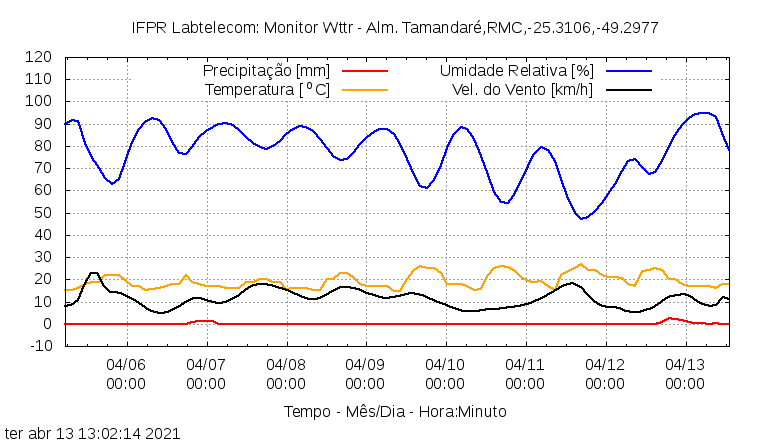 IFPR Labtelecom: Monitor Wttr - Alm. Tamandaré,RMC,-25.3106,-49.2977
Precipitação [mm]
Temperatura [ ⁰C]
Umidade Relativa [%]
Vel. do Vento [km/h]
120
110
100
90
80
70
60
50
40
30
20
10
0
-10
04/06 04/07 04/08 04/09 04/10 04/11 04/12 04/13
00:00 00:00 00:00 00:00 00:00 00:00 00:00 00:00
Tempo - Mês/Dia - Hora:Minuto
ter abr 13 13:02:14 2021